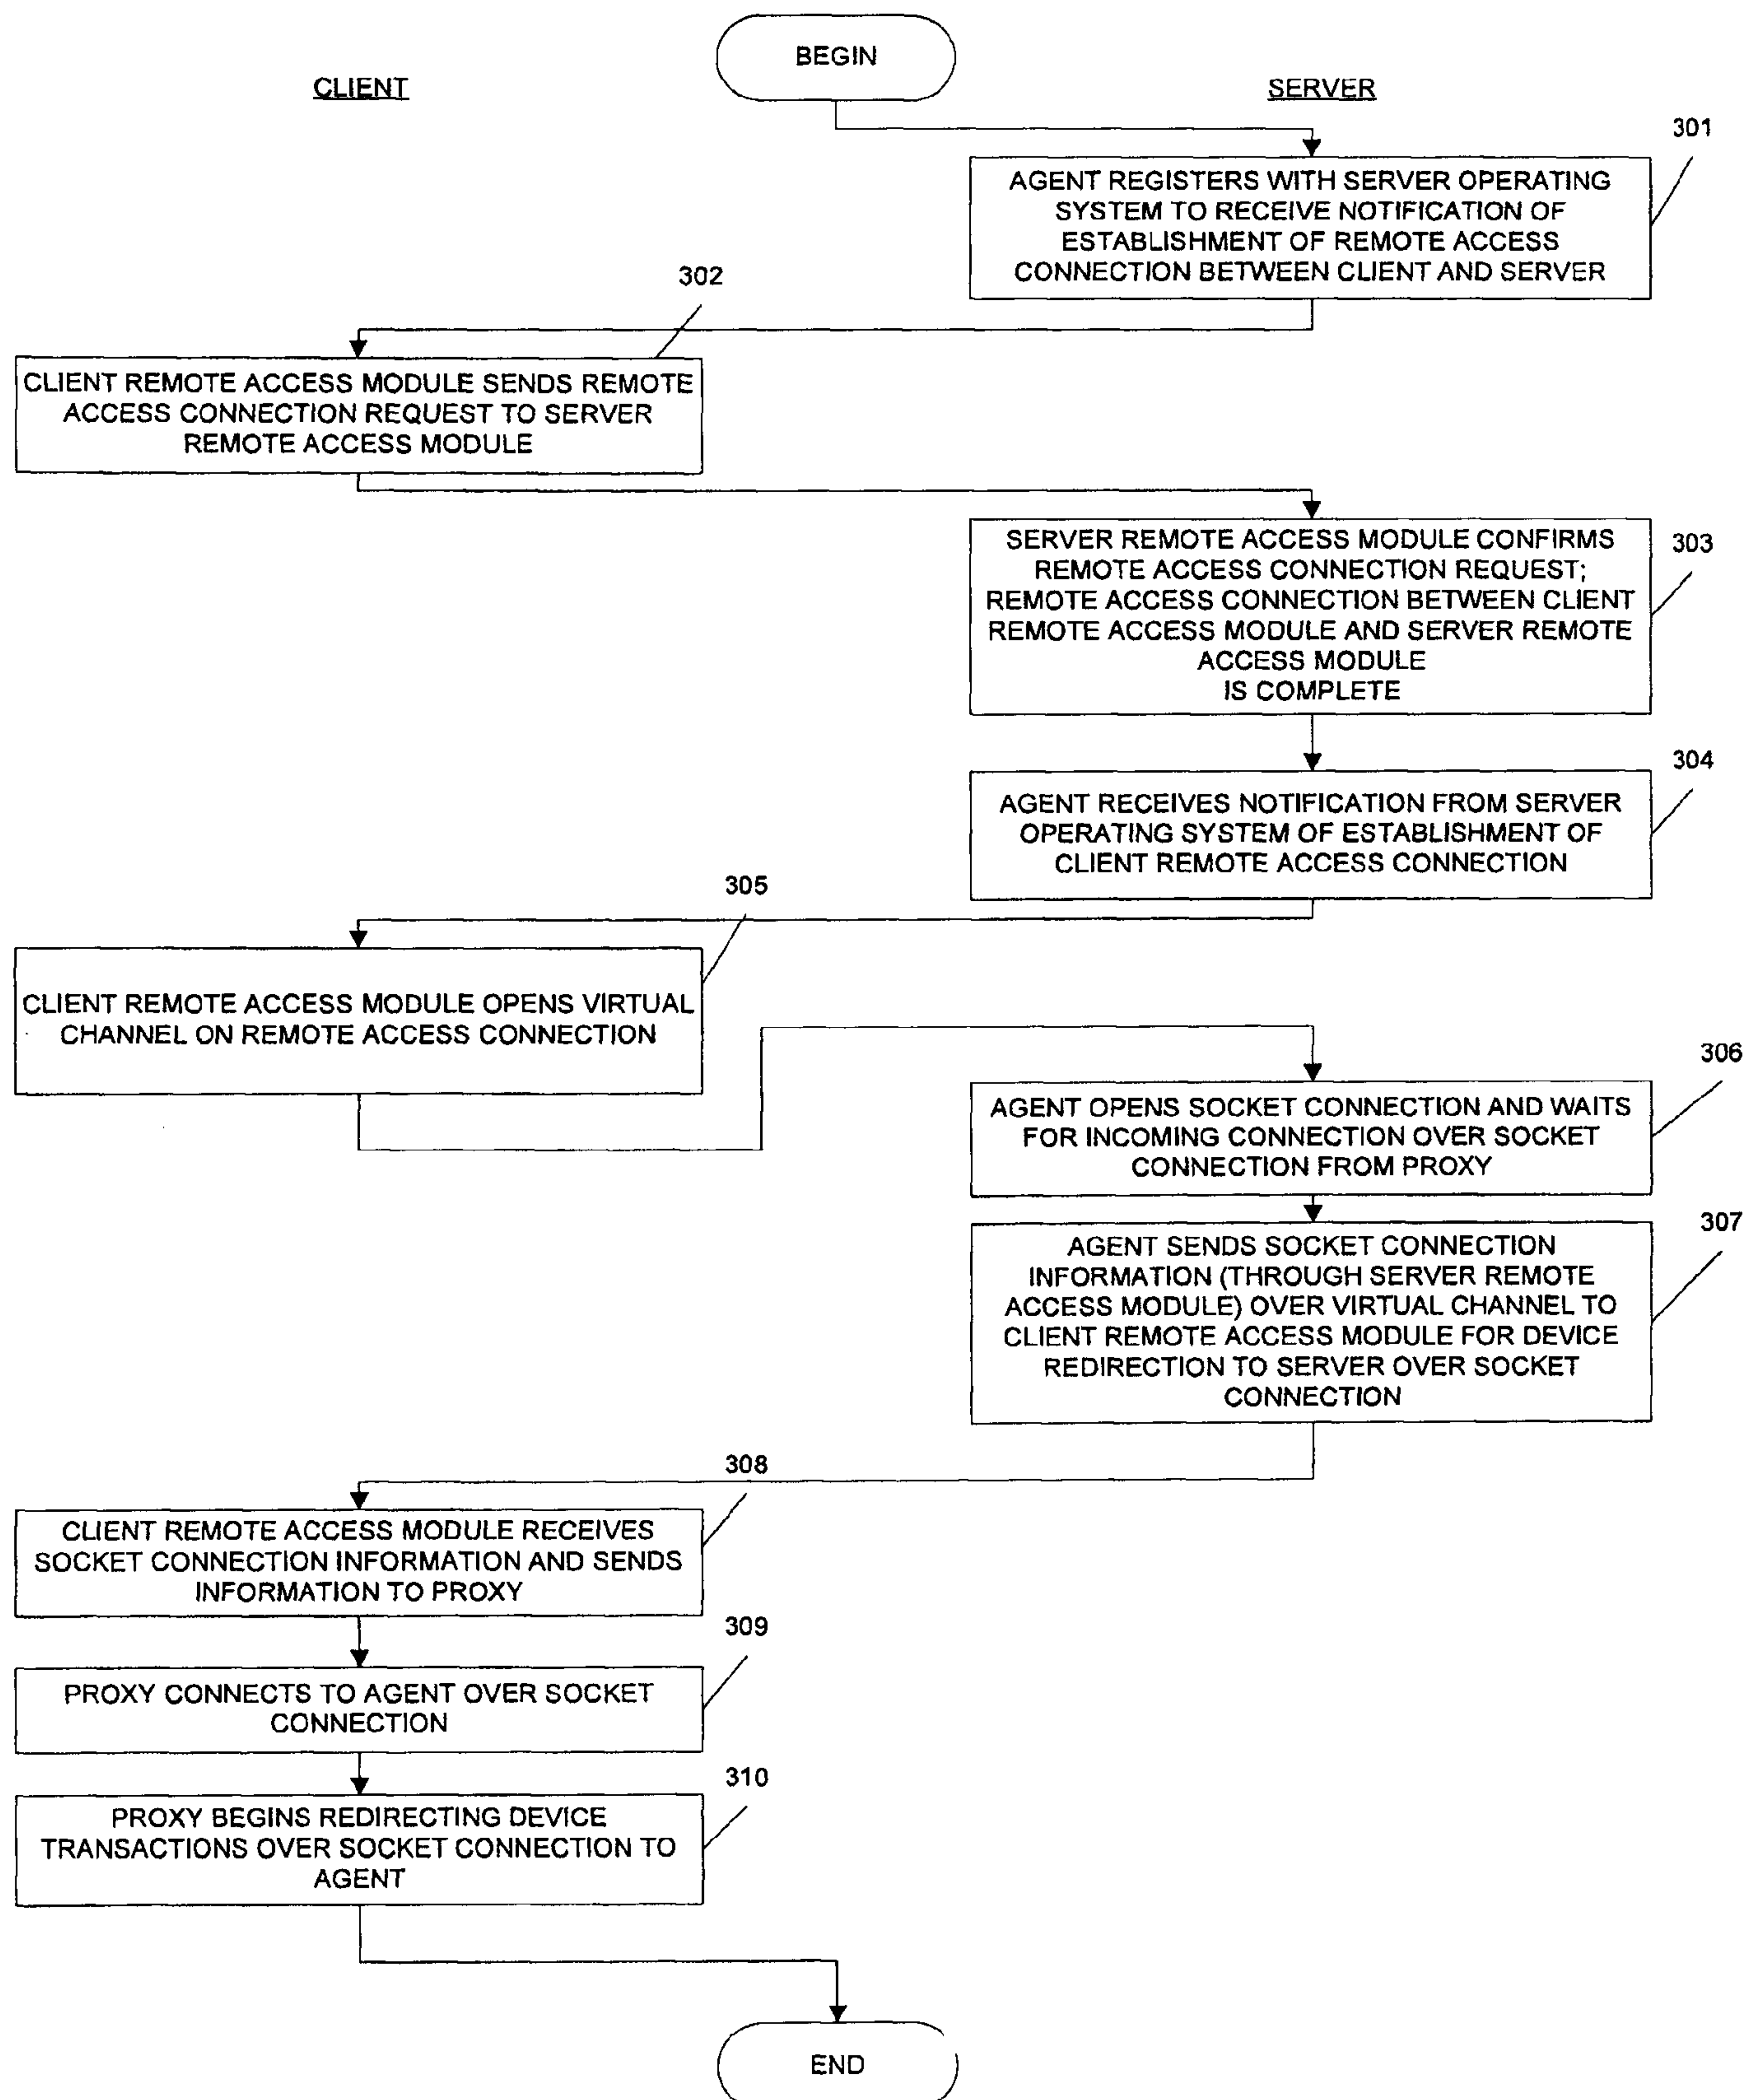 BEGIN
CLIENT
SERVER
301
AGENT REGISTERS WITH SERVER OPERATING
SYSTEM TO RECEIVE NOTIFICATION OF
ESTABLISHMENT OF REMOTE ACCESS
CONNECTION BETWEEN CLIENT AND SERVER
302
CLIENT REMOTE ACCESS MODULE SENDS REMOTE
ACCESS CONNECTION REQUEST TO SERVER
REMOTE ACCESS MODULE
303
SERVER REMOTE ACCESS MODULE CONFIRMS
REMOTE ACCESS CONNECTION REQUEST;
REMOTE ACCESS CONNECTION BETWEEN CLIENT
REMOTE ACCESS MODULE AND SERVER REMOTE
ACCESS MODULE
IS COMPLETE
304
AGENT RECEIVES NOTIFICATION FROM SERVER
OPERATING SYSTEM OF ESTABLISHMENT OF
CLIENT REMOTE ACCESS CONNECTION
305
CLIENT REMOTE ACCESS MODULE OPENS VIRTUAL
CHANNEL ON REMOTE ACCESS CONNECTION
306
AGENT OPENS SOCKET CONNECTION AND WAITS
FOR INCOMING CONNECTION OVER SOCKET
CONNECTION FROM PROXY
307
AGENT SENDS SOCKET CONNECTION
INFORMATION (THROUGH SERVER REMOTE
ACCESS MODULE) OVER VIRTUAL CHANNEL TO
CLIENT REMOTE ACCESS MODULE FOR DEVICE
REDIRECTION TO SERVER OVER SOCKET
CONNECTION
308
CLIENT REMOTE ACCESS MODULE RECEIVES
SOCKET CONNECTION INFORMATION AND SENDS
INFORMATION TO PROXY
309
PROXY CONNECTS TO AGENT OVER SOCKET
CONNECTION
310
PROXY BEGINS REDIRECTING DEVICE
TRANSACTIONS OVER SOCKET CONNECTION TO
AGENT
END